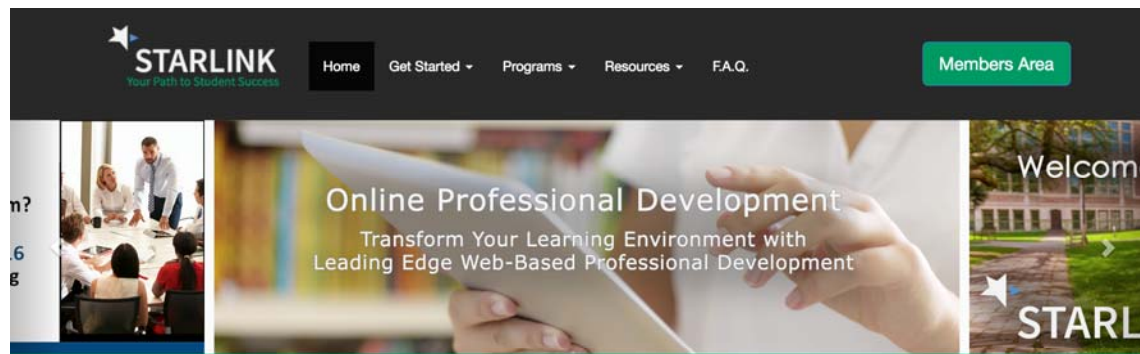 STARLINK
Your Path to Student Success
Home Get Started Programs Resources F.A.Q.
Members Area
m?
.6
g
Online Professional Development
Transform Your Learning Environment with
Leading Edge Web-Based Professional Development
Welcom
STARL